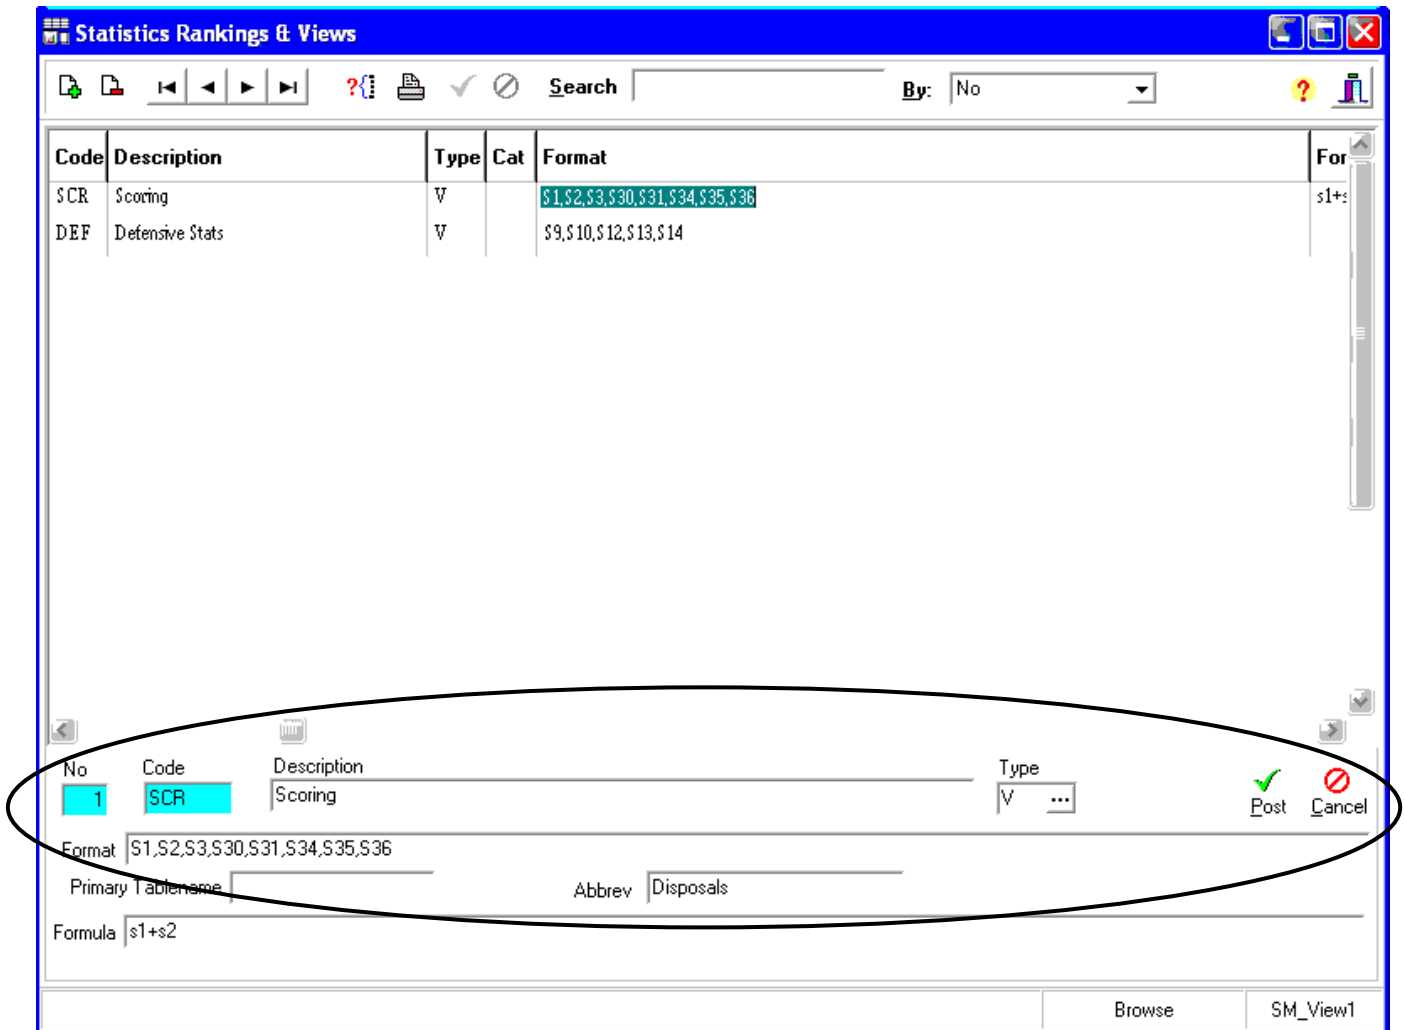 Statistics Rankings & Views
Search By: No
Code Description Type Cat Format For
SCR Scoring V S1,S2,S3,S30,S31,S34,S35,S36 s1+s
DEF Defensive Stats V S9,S10,S12,S13,S14
No Code Description Type
1 SCR Scoring V ... Post Cancel
Format S1,S2,S3,S30,S31,S34,S35,S36
Primary Tablename Abbrev Disposals
Formula s1+s2
Browse SM_View1